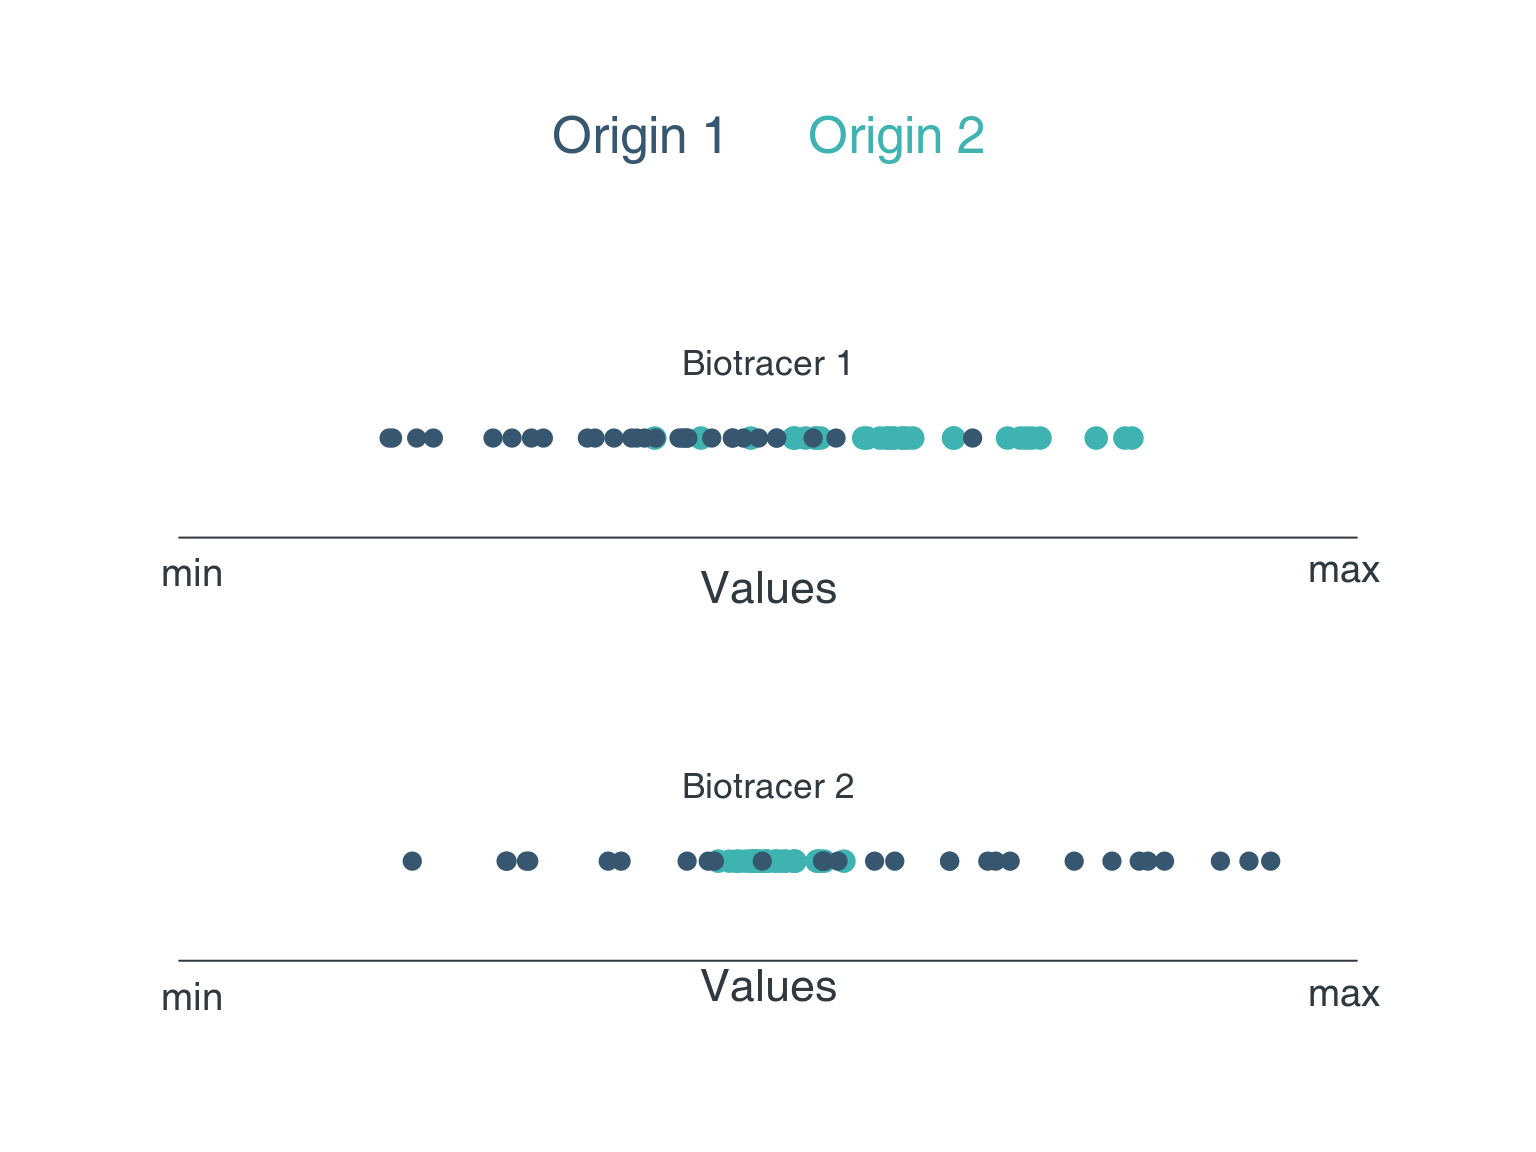 Origin 1 Origin 2
Biotracer 1
min Values max
Biotracer 2
min Values max